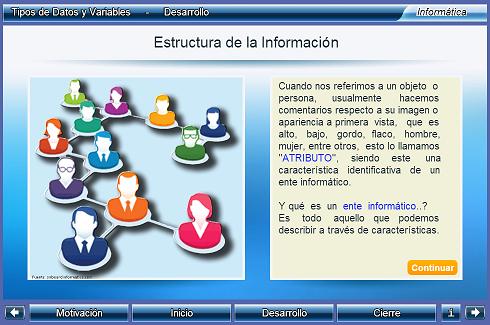 Tipos de Datos y Variables - Desarrollo
Informática
Estructura de la Información
Cuando nos referimos a un objeto o
persona, usualmente hacemos
comentarios respecto a su imagen o
apariencia a primera vista, que es
alto, bajo, gordo, flaco, hombre,
mujer, entre otros, esto lo llamamos
"ATRIBUTO", siendo este una
característica identificativa de un
ente informático.
Y qué es un ente informático..?
Es todo aquello que podemos
describir a través de características.
Continuar
Motivación
Inicio
Desarrollo
Cierre
i